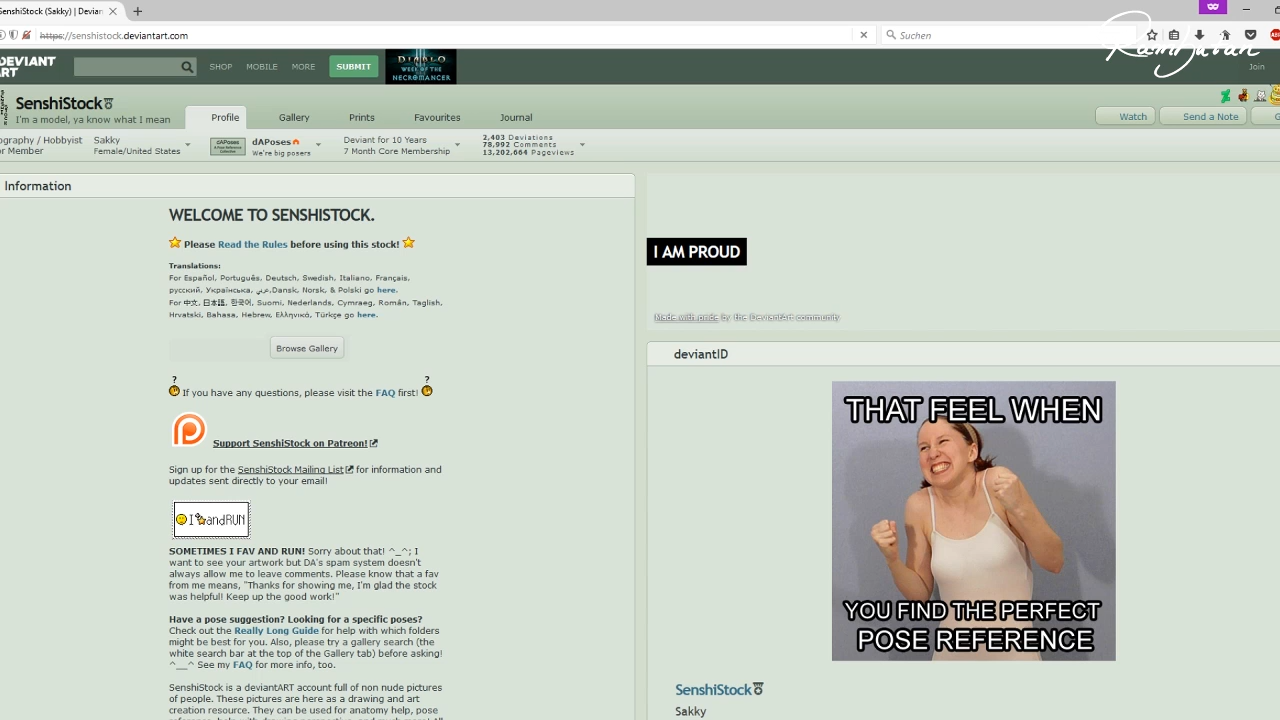 SenshiStock (Sakky) | Deviant
https://senshistock.deviantart.com
Suchen
DEVIANT
ART
SHOP MOBILE MORE SUBMIT
DIABLO
WEEK OF THE
NECROMANCER
Join
SenshiStock
I'm a model, ya know what I mean
Profile Gallery Prints Favourites Journal
Watch Send a Note
ography / Hobbyist
or Member
Sakky
Female/United States
dAPoses
We're big posers
Deviant for 10 Years
7 Month Core Membership
2,403 Deviations
78,992 Comments
13,202,664 Pageviews
Information
WELCOME TO SENSHISTOCK.
Please Read the Rules before using this stock!
Translations:
For Español, Português, Deutsch, Swedish, Italiano, Français,
русский, Українська, عربي,Dansk, Norsk, & Polski go here.
For 中文, 日本語, 한국어, Suomi, Nederlands, Cymraeg, Român, Taglish,
Hrvatski, Bahasa, Hebrew, Ελληνικά, Türkçe go here.
Browse Gallery
? ?
If you have any questions, please visit the FAQ first!
Support SenshiStock on Patreon!
Sign up for the SenshiStock Mailing List for information and
updates sent directly to your email!
I andRUN
SOMETIMES I FAV AND RUN! Sorry about that! ^_^; I
want to see your artwork but DA's spam system doesn't
always allow me to leave comments. Please know that a fav
from me means, "Thanks for showing me, I'm glad the stock
was helpful! Keep up the good work!"
Have a pose suggestion? Looking for a specific poses?
Check out the Really Long Guide for help with which folders
might be best for you. Also, please try a gallery search (the
white search bar at the top of the Gallery tab) before asking!
^__^ See my FAQ for more info, too.
SenshiStock is a deviantART account full of non nude pictures
of people. These pictures are here as a drawing and art
creation resource. They can be used for anatomy help, pose
I AM PROUD
Made with pride by the DeviantArt community
deviantID
THAT FEEL WHEN
YOU FIND THE PERFECT
POSE REFERENCE
SenshiStock
Sakky